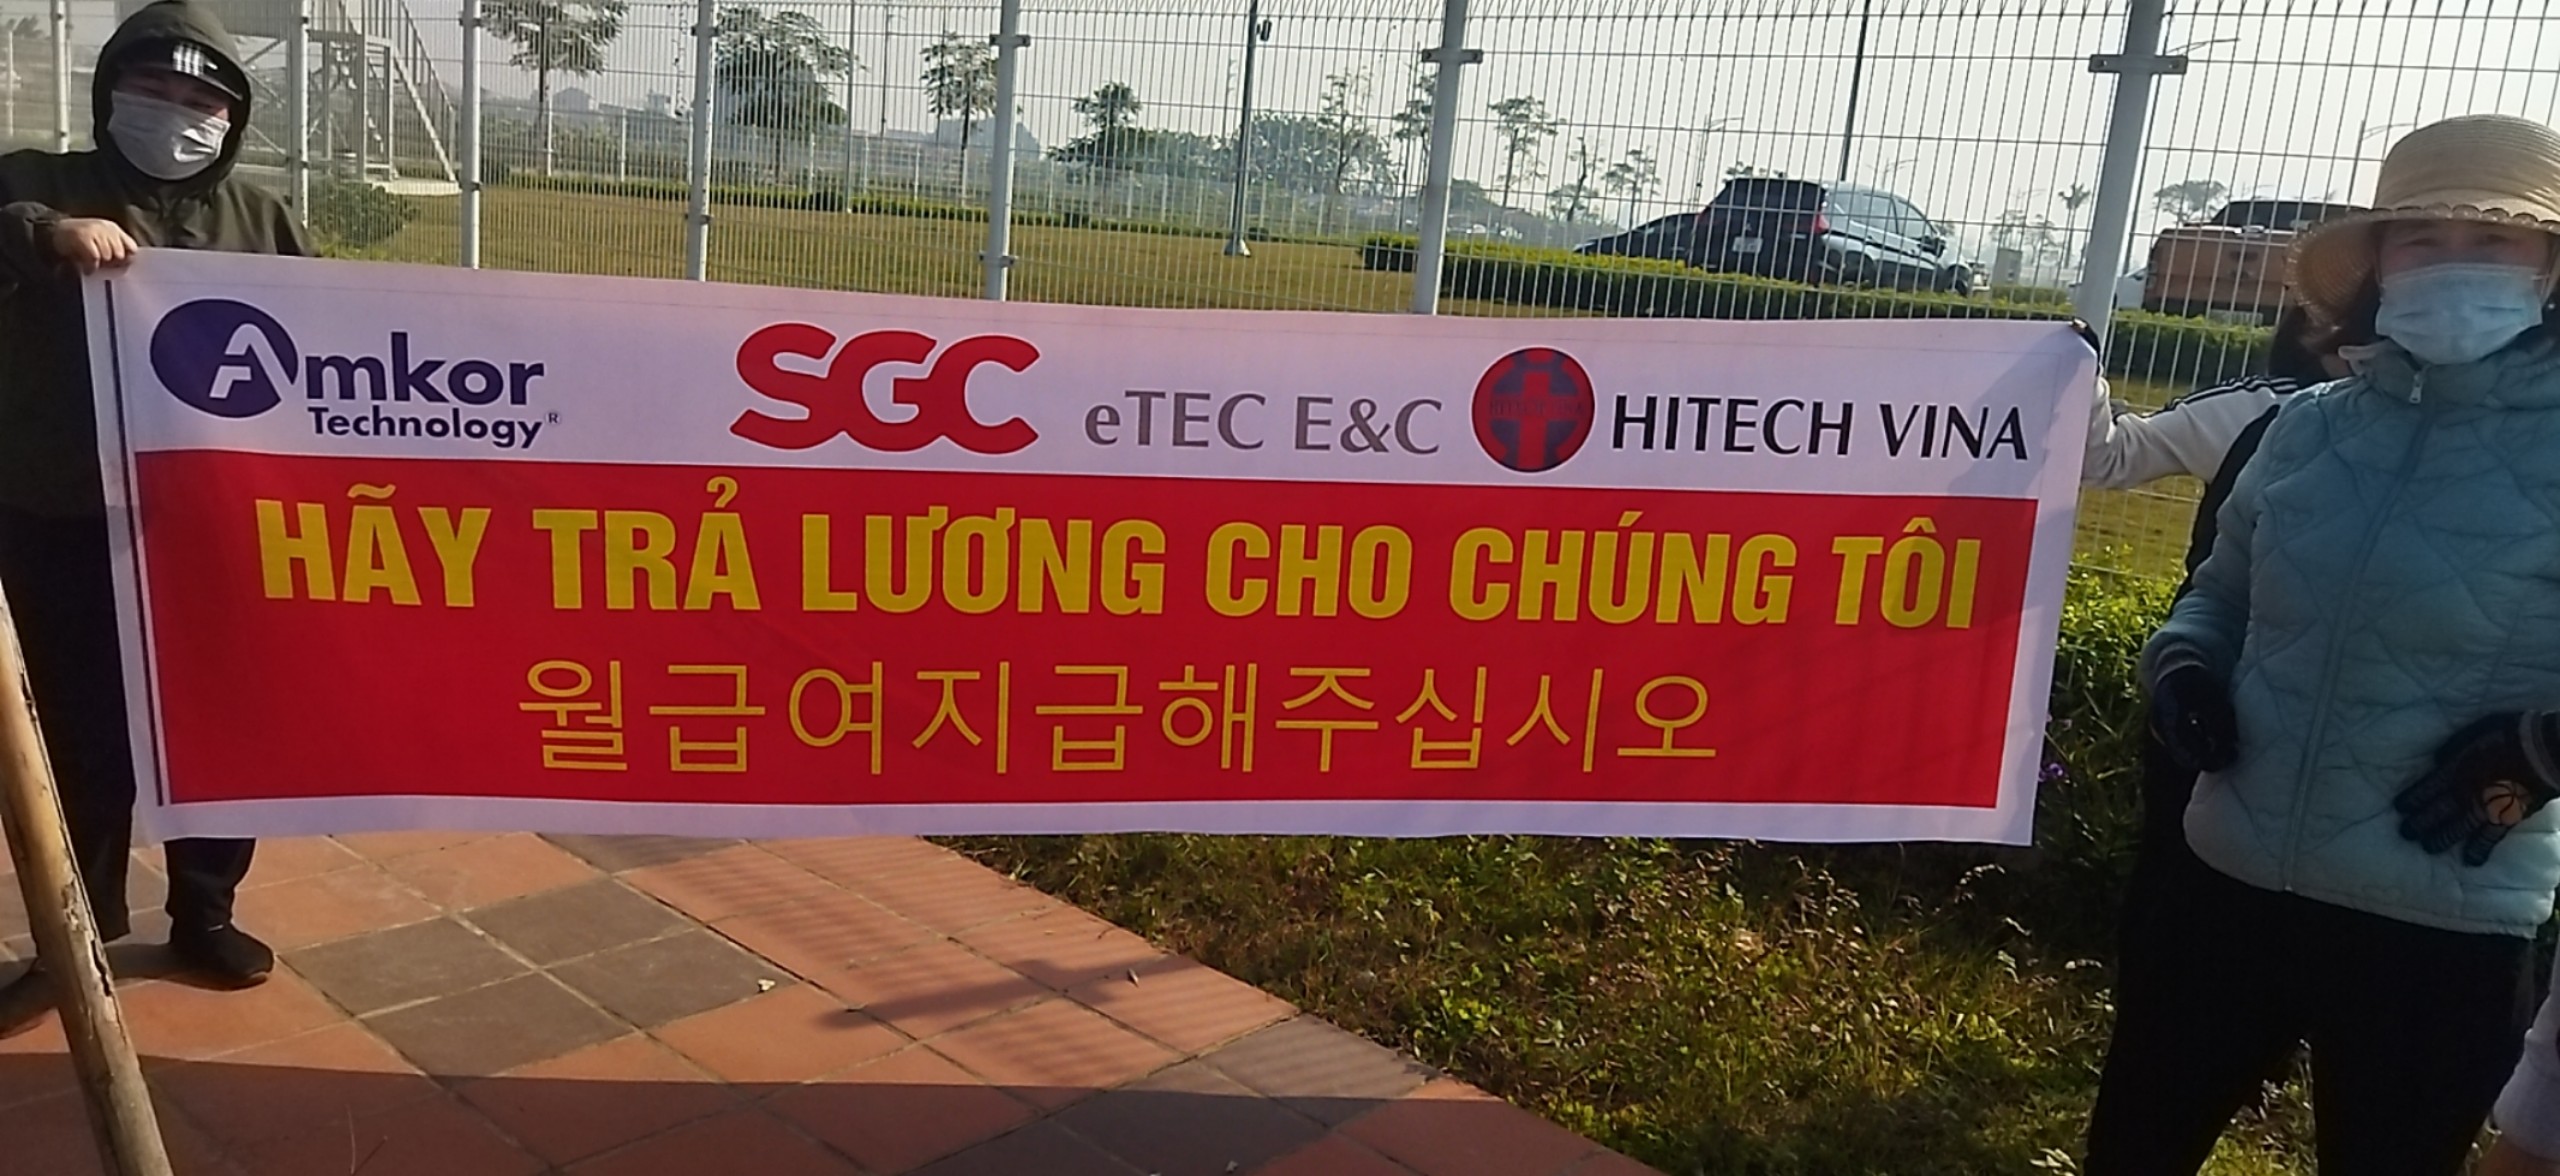 Amkor Technology® SGC eTEC E&C HITECH VINA
HÃY TRẢ LƯƠNG CHO CHÚNG TÔI
월급여지급해주십시오